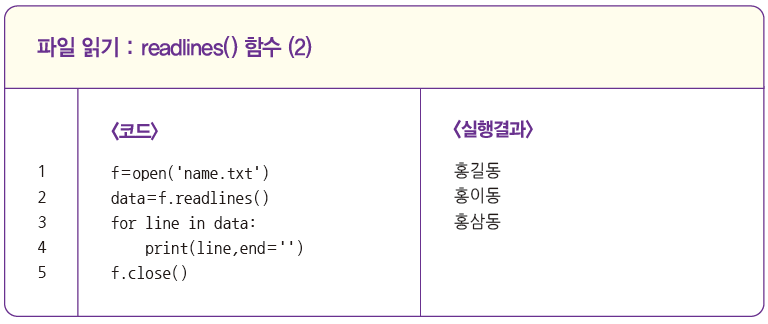 파일 읽기 : readlines() 함수 (2)
<코드>
<실행결과>
1 f=open('name.txt') 홍길동
2 data=f.readlines() 홍이동
3 for line in data: 홍삼동
4 print(line,end='')
5 f.close()